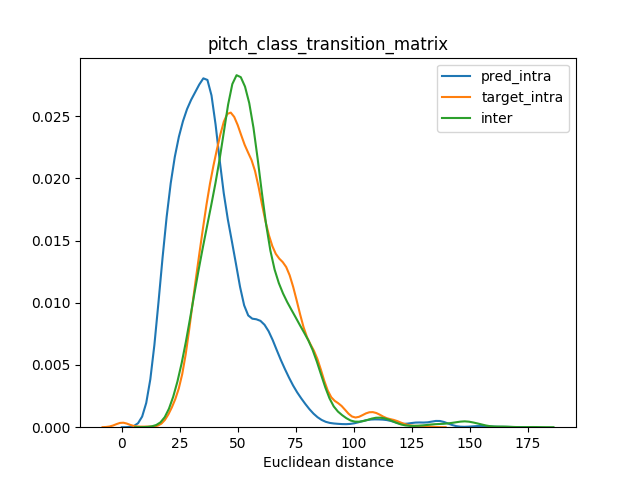 pitch_class_transition_matrix
pred_intra
target_intra
inter
0.025
0.020
0.015
0.010
0.005
0.000
0 25 50 75 100 125 150 175
Euclidean distance